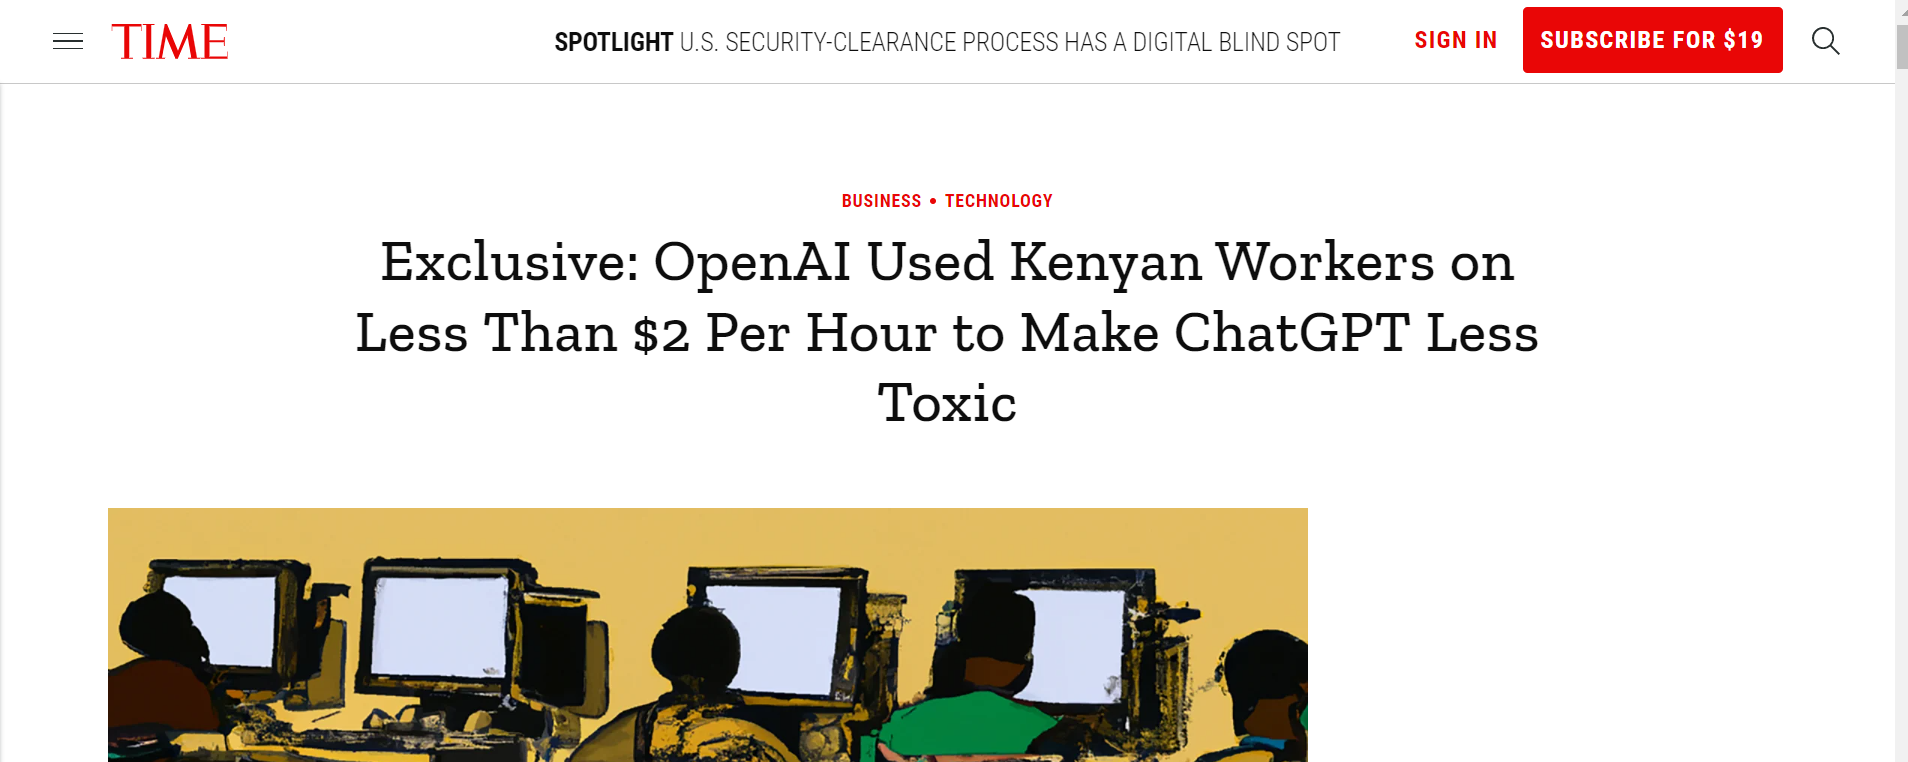 TIME
SPOTLIGHT U.S. SECURITY-CLEARANCE PROCESS HAS A DIGITAL BLIND SPOT
SIGN IN
SUBSCRIBE FOR $19
BUSINESS • TECHNOLOGY
Exclusive: OpenAI Used Kenyan Workers on
Less Than $2 Per Hour to Make ChatGPT Less
Toxic